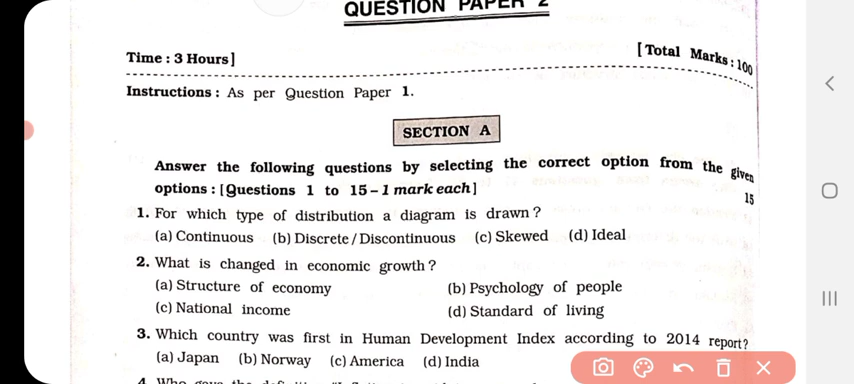 QUESTION PAPER 2
Time : 3 Hours] [Total Marks : 100
Instructions : As per Question Paper 1.
SECTION A
Answer the following questions by selecting the correct option from the given
options : [Questions 1 to 15 – 1 mark each] 15
1. For which type of distribution a diagram is drawn ?
(a) Continuous (b) Discrete / Discontinuous (c) Skewed (d) Ideal
2. What is changed in economic growth ?
(a) Structure of economy (b) Psychology of people
(c) National income (d) Standard of living
3. Which country was first in Human Development Index according to 2014 report?
(a) Japan (b) Norway (c) America (d) India